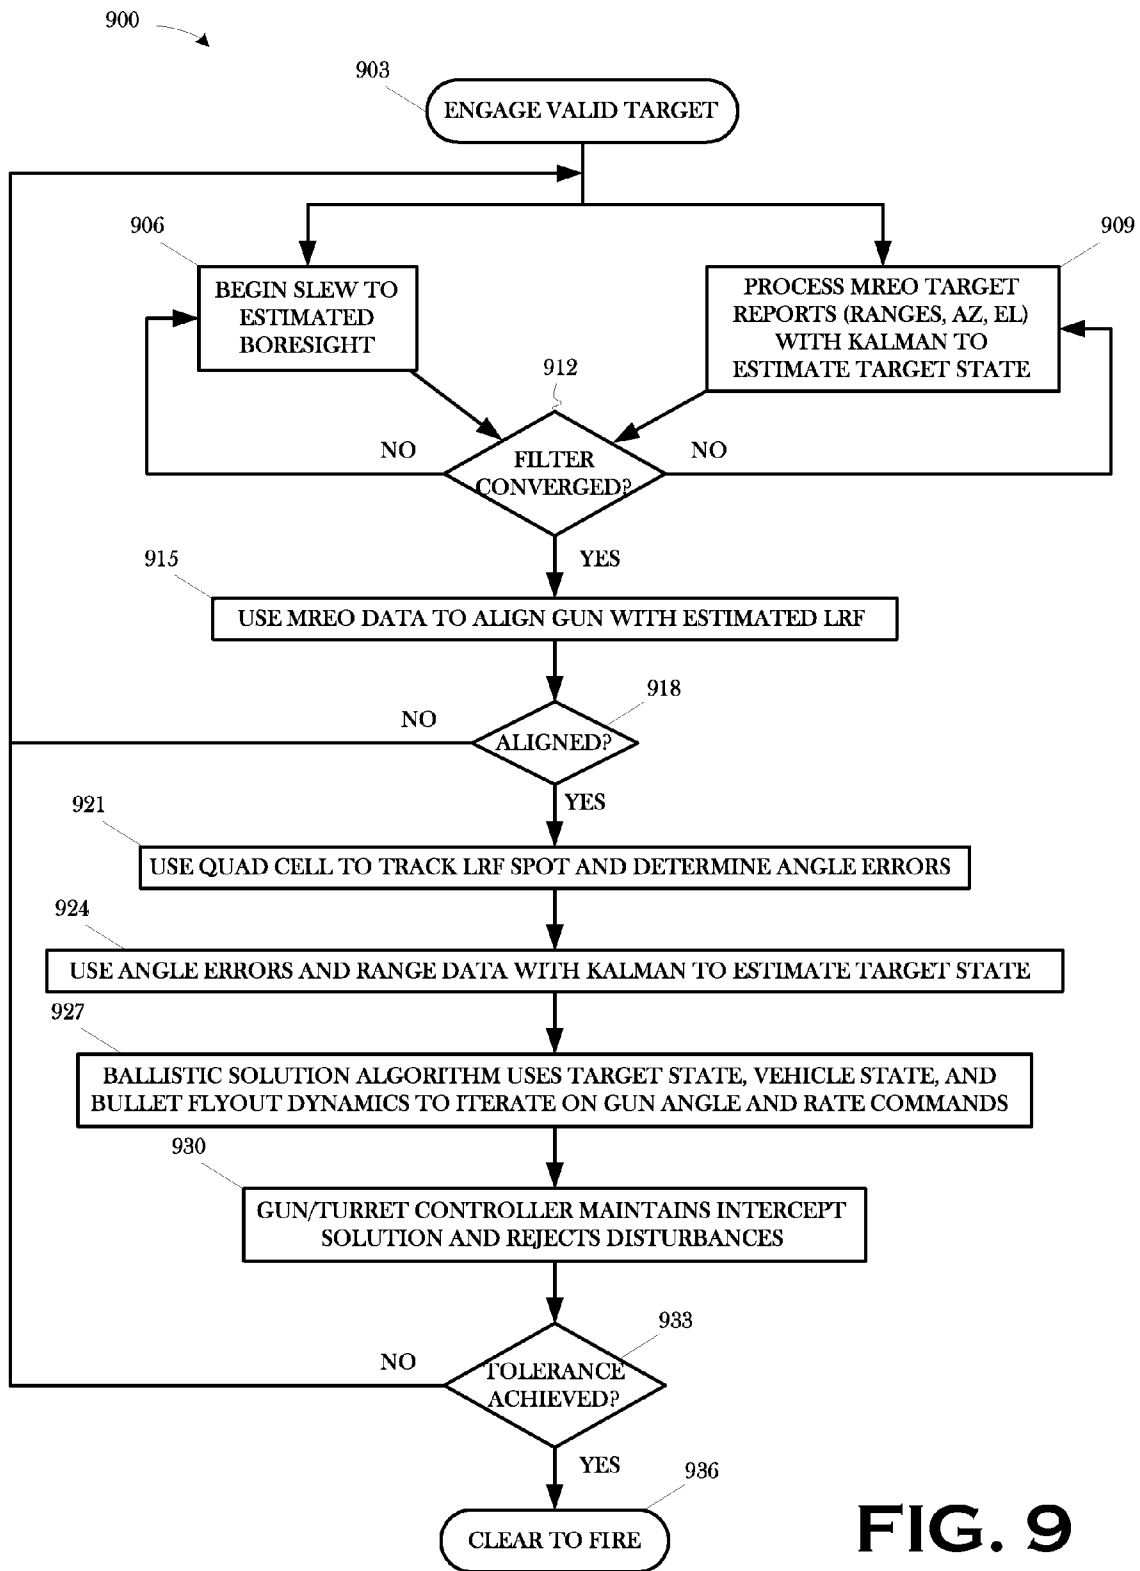 900
903
ENGAGE VALID TARGET
906
909
BEGIN SLEW TO
ESTIMATED
BORESIGHT
PROCESS MREO TARGET
REPORTS (RANGES, AZ, EL)
WITH KALMAN TO
ESTIMATE TARGET STATE
912
NO
NO
FILTER
CONVERGED?
YES
915
USE MREO DATA TO ALIGN GUN WITH ESTIMATED LRF
918
NO
ALIGNED?
YES
921
USE QUAD CELL TO TRACK LRF SPOT AND DETERMINE ANGLE ERRORS
924
USE ANGLE ERRORS AND RANGE DATA WITH KALMAN TO ESTIMATE TARGET STATE
927
BALLISTIC SOLUTION ALGORITHM USES TARGET STATE, VEHICLE STATE, AND
BULLET FLYOUT DYNAMICS TO ITERATE ON GUN ANGLE AND RATE COMMANDS
930
GUN/TURRET CONTROLLER MAINTAINS INTERCEPT
SOLUTION AND REJECTS DISTURBANCES
933
NO
TOLERANCE
ACHIEVED?
YES
936
CLEAR TO FIRE
FIG. 9